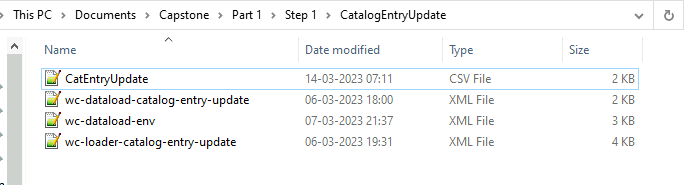 This PC > Documents > Capstone > Part 1 > Step 1 > CatalogEntryUpdate
Name Date modified Type Size
CatEntryUpdate 14-03-2023 07:11 CSV File 2 KB
wc-dataload-catalog-entry-update 06-03-2023 18:00 XML File 2 KB
wc-dataload-env 07-03-2023 21:37 XML File 3 KB
wc-loader-catalog-entry-update 06-03-2023 19:31 XML File 4 KB